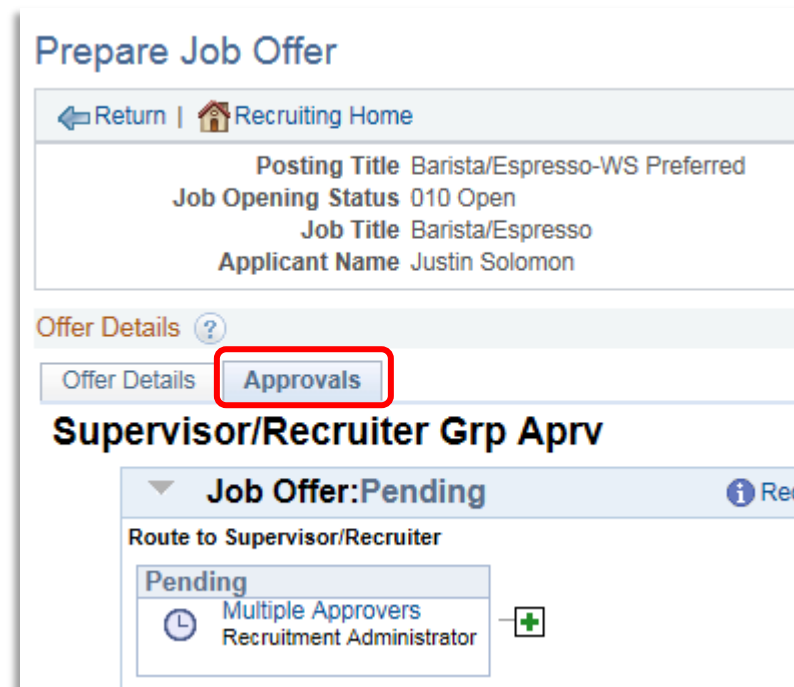 Prepare Job Offer
Return | Recruiting Home
Posting Title Barista/Espresso-WS Preferred
Job Opening Status 010 Open
Job Title Barista/Espresso
Applicant Name Justin Solomon
Offer Details ?
Offer Details Approvals
Supervisor/Recruiter Grp Aprv
Job Offer:Pending
Route to Supervisor/Recruiter
Pending
Multiple Approvers
Recruitment Administrator